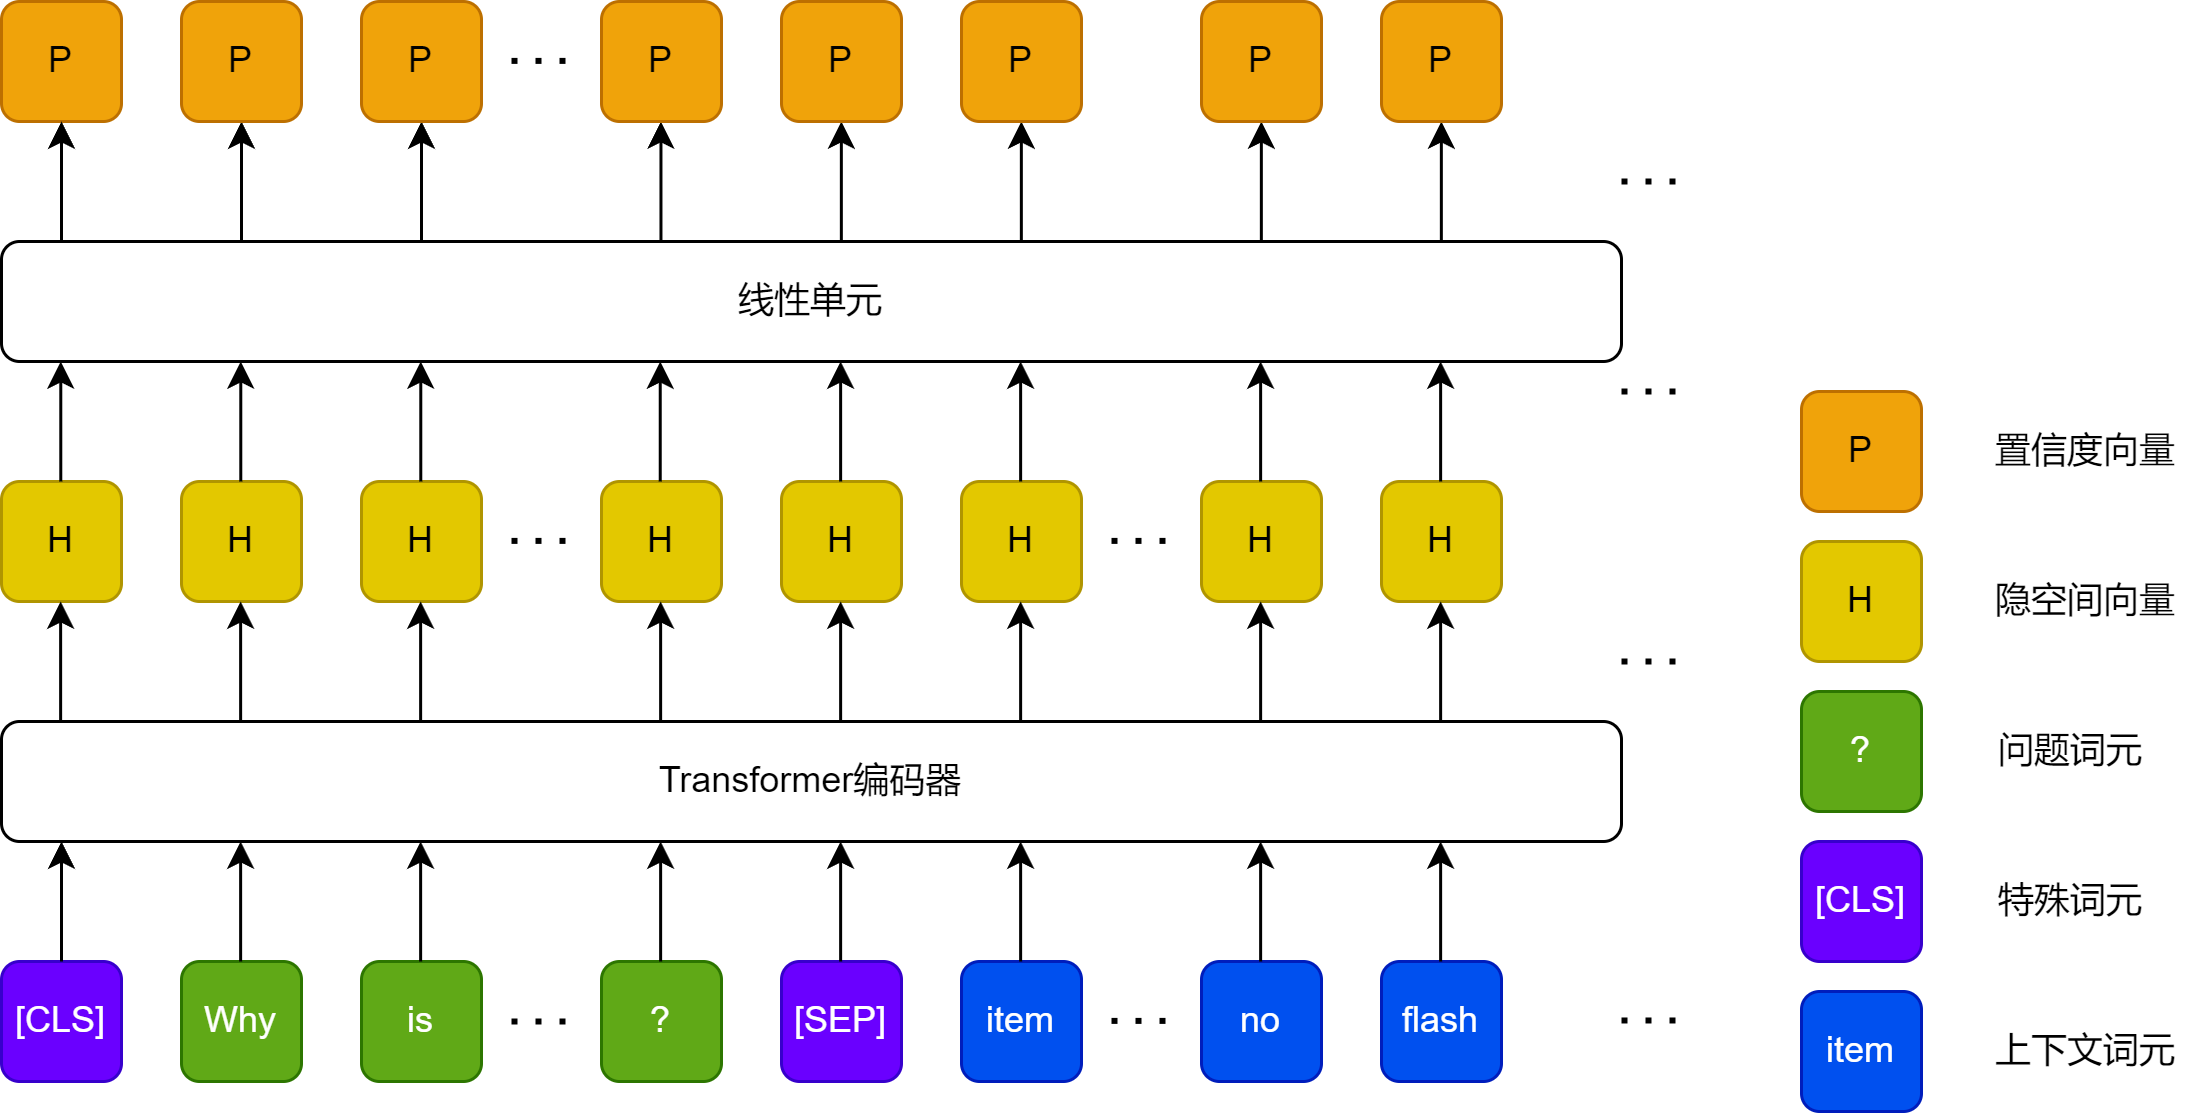 P P P ... P P P P P
...
线性单元
...
H H H ... H H H ... H H
...
Transformer编码器
[CLS] Why is ... ? [SEP] item ... no flash ...
P 置信度向量
H 隐空间向量
? 问题词元
[CLS] 特殊词元
item 上下文词元